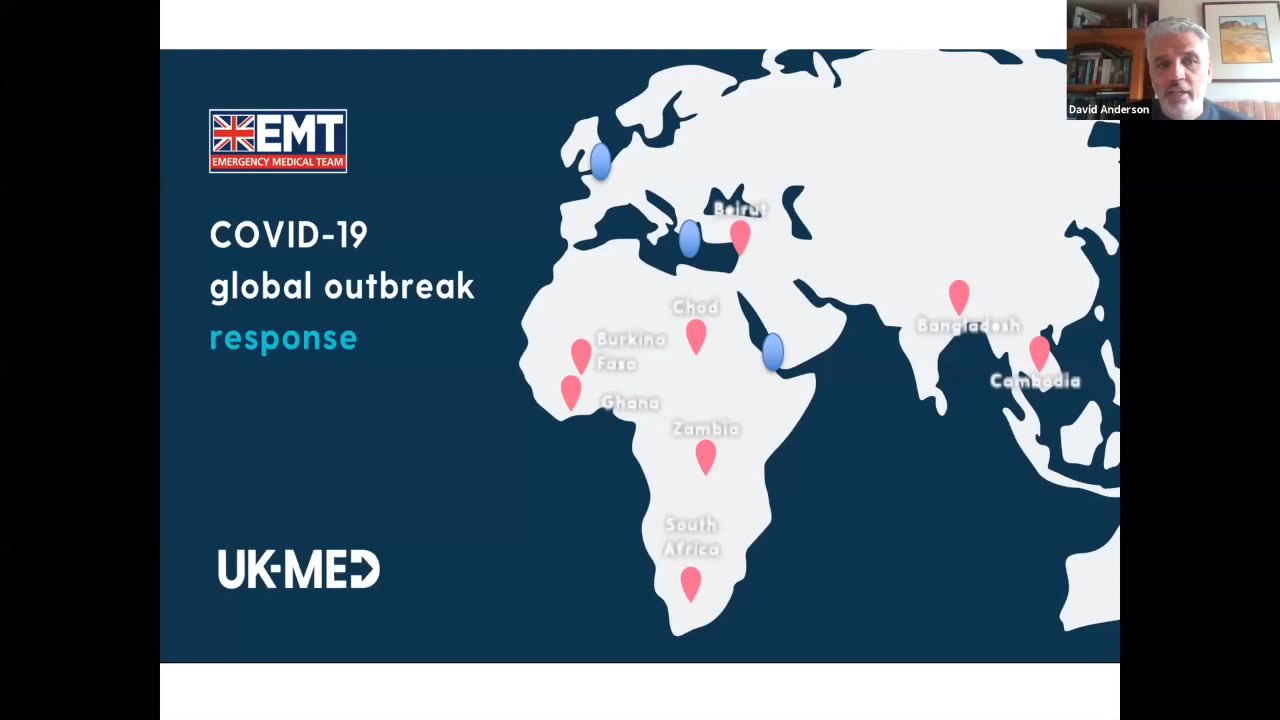 David Anderson
EMT
EMERGENCY MEDICAL TEAM
COVID-19
global outbreak
response
Beirut
Chad
Burkina
Faso
Ghana
Zambia
South
Africa
Bangladesh
Cambodia
UK-MED